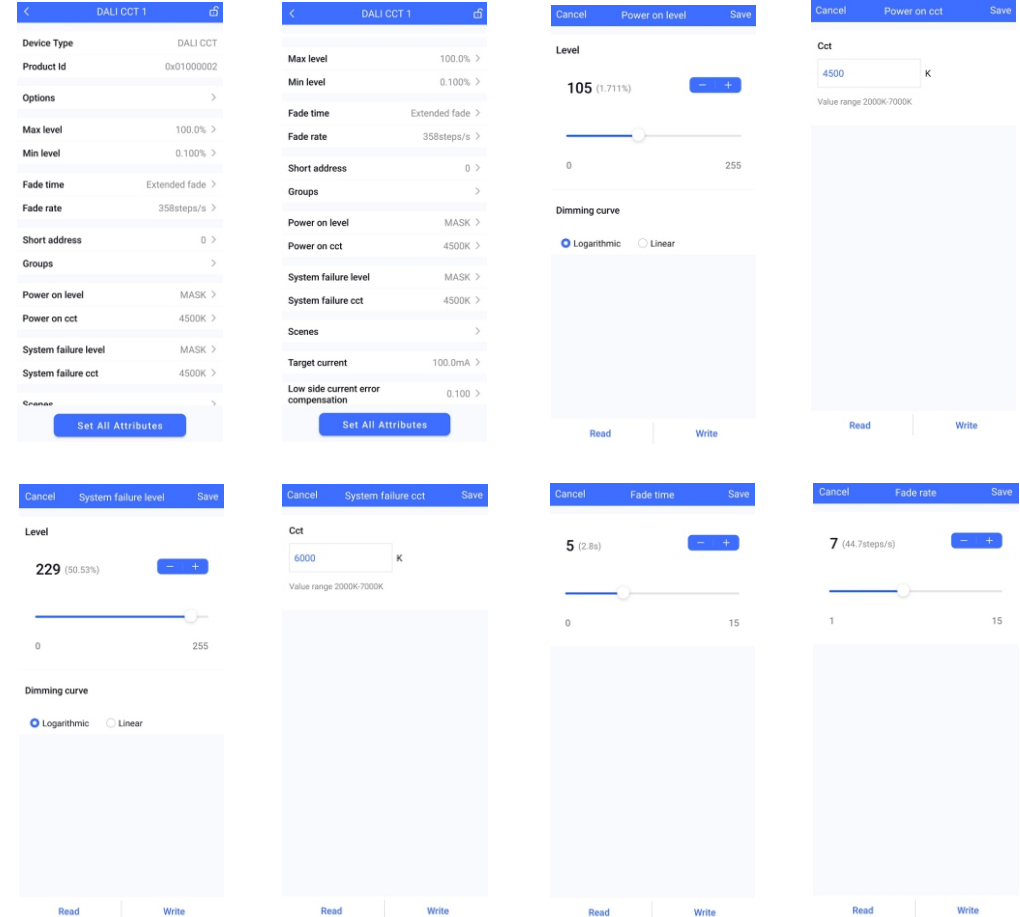 DALI CCT 1
Device Type DALI CCT
Product Id 0x01000002
Options
Max level 100.0%
Min level 0.100%
Fade time Extended fade
Fade rate 358steps/s
Short address 0
Groups
Power on level MASK
Power on cct 4500K
System failure level MASK
System failure cct 4500K
Scenes
Set All Attributes
DALI CCT 1
Max level 100.0%
Min level 0.100%
Fade time Extended fade
Fade rate 358steps/s
Short address 0
Groups
Power on level MASK
Power on cct 4500K
System failure level MASK
System failure cct 4500K
Scenes
Target current 100.0mA
Low side current error
compensation 0.100
Set All Attributes
Cancel Power on level Save
Level
105 (1.711%) − +
0 255
Dimming curve
Logarithmic Linear
Read Write
Cancel Power on cct Save
Cct
4500 K
Value range 2000K-7000K
Read Write
Cancel System failure level Save
Level
229 (50.53%) − +
0 255
Dimming curve
Logarithmic Linear
Read Write
Cancel System failure cct Save
Cct
6000 K
Value range 2000K-7000K
Read Write
Cancel Fade time Save
5 (2.8s) − +
0 15
Read Write
Cancel Fade rate Save
7 (44.7steps/s) − +
1 15
Read Write